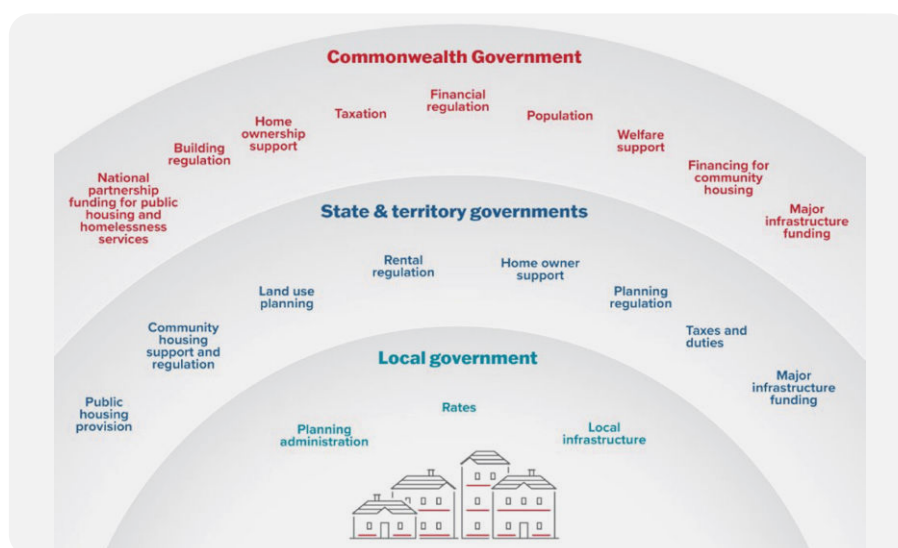 Commonwealth Government
National
partnership
funding for public
housing and
homelessness
services
Building
regulation
Home
ownership
support
Taxation
Financial
regulation
Population
Welfare
support
Financing for
community
housing
Major
infrastructure
funding
State & territory governments
Public
housing
provision
Community
housing
support and
regulation
Land use
planning
Rental
regulation
Home owner
support
Planning
regulation
Taxes and
duties
Major
infrastructure
funding
Local government
Planning
administration
Rates
Local
infrastructure